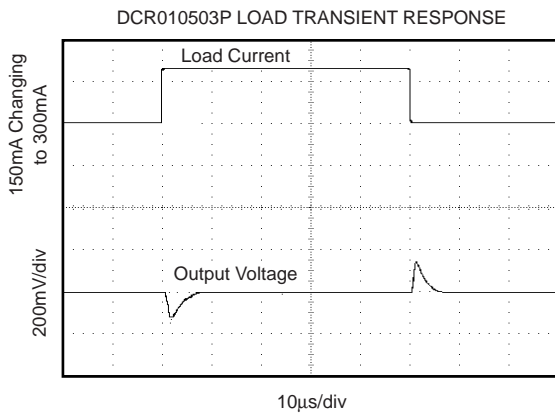 DCR010503P LOAD TRANSIENT RESPONSE
Load Current
150mA Changing
to 300mA
Output Voltage
200mV/div
10μs/div